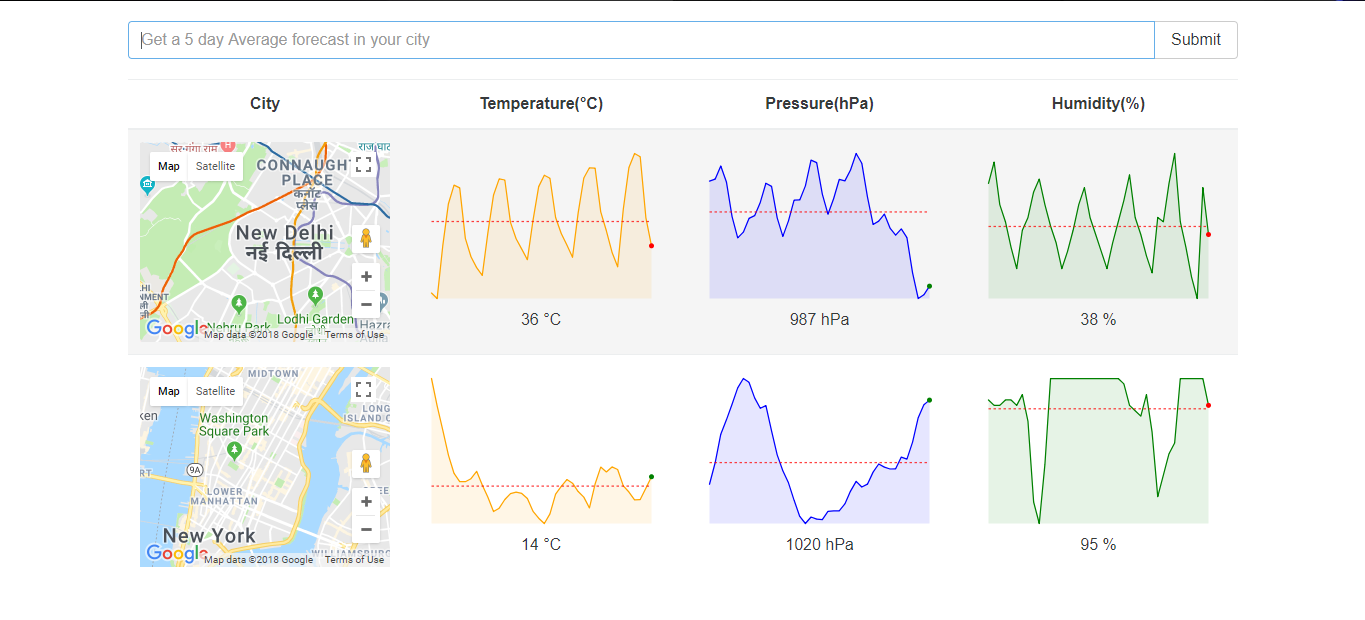 Get a 5 day Average forecast in your city
Submit
City
Temperature(°C)
Pressure(hPa)
Humidity(%)
Map
Satellite
CONNAUGHT
PLACE
कनॉट
प्लेस
New Delhi
नई दिल्ली
+
−
Nehru Park
Lodhi Garden
Google
Map data ©2018 Google
Terms of Use
36 °C
987 hPa
38 %
MIDTOWN
Map
Satellite
LONG
ISLAND C
ken
Washington
Square Park
9A
RT
LOWER
MANHATTAN
+
−
New York
WILLIAMSBURG
Google
Map data ©2018 Google
Terms of Use
14 °C
1020 hPa
95 %